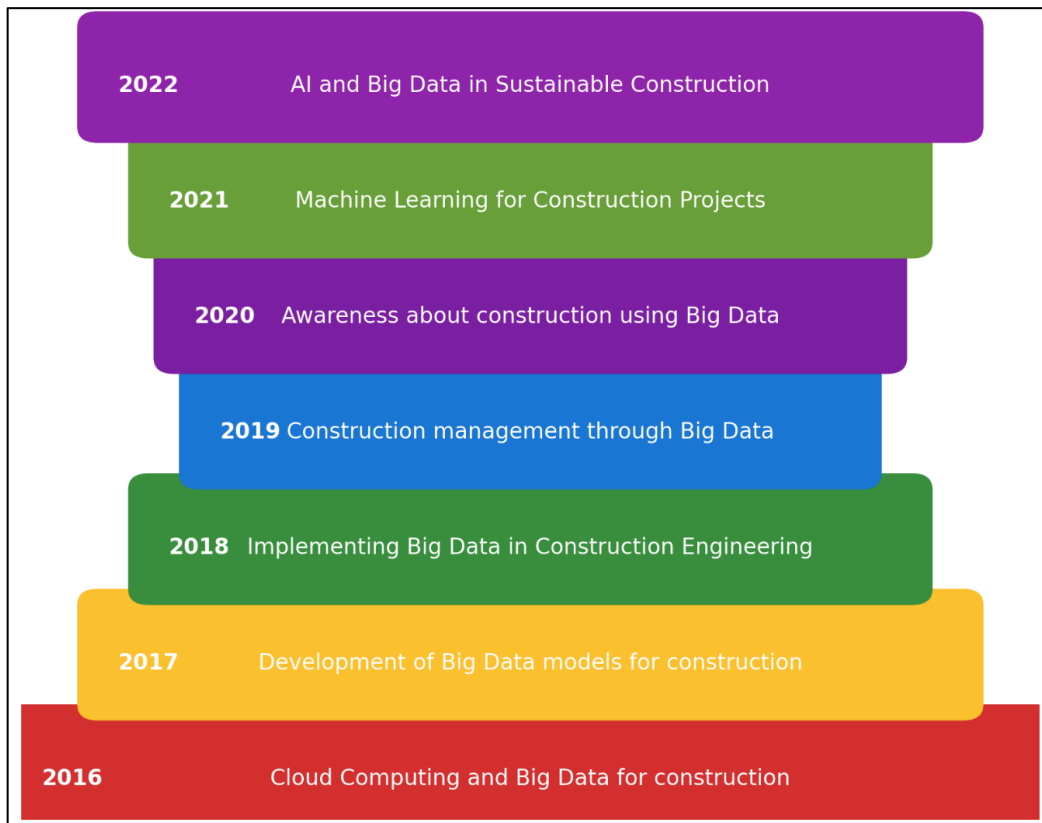 2022 AI and Big Data in Sustainable Construction
2021 Machine Learning for Construction Projects
2020 Awareness about construction using Big Data
2019 Construction management through Big Data
2018 Implementing Big Data in Construction Engineering
2017 Development of Big Data models for construction
2016 Cloud Computing and Big Data for construction